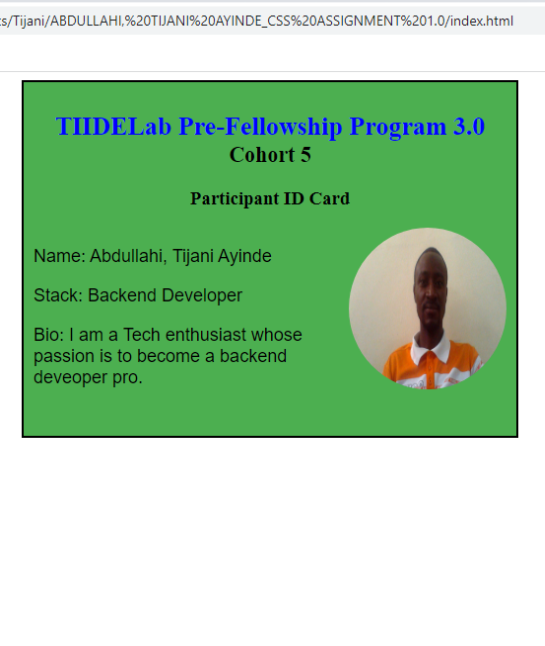 s/Tijani/ABDULLAHI,%20TIJANI%20AYINDE_CSS%20ASSIGNMENT%201.0/index.html
TIIDELab Pre-Fellowship Program 3.0
Cohort 5
Participant ID Card
Name: Abdullahi, Tijani Ayinde
Stack: Backend Developer
Bio: I am a Tech enthusiast whose
passion is to become a backend
deveoper pro.